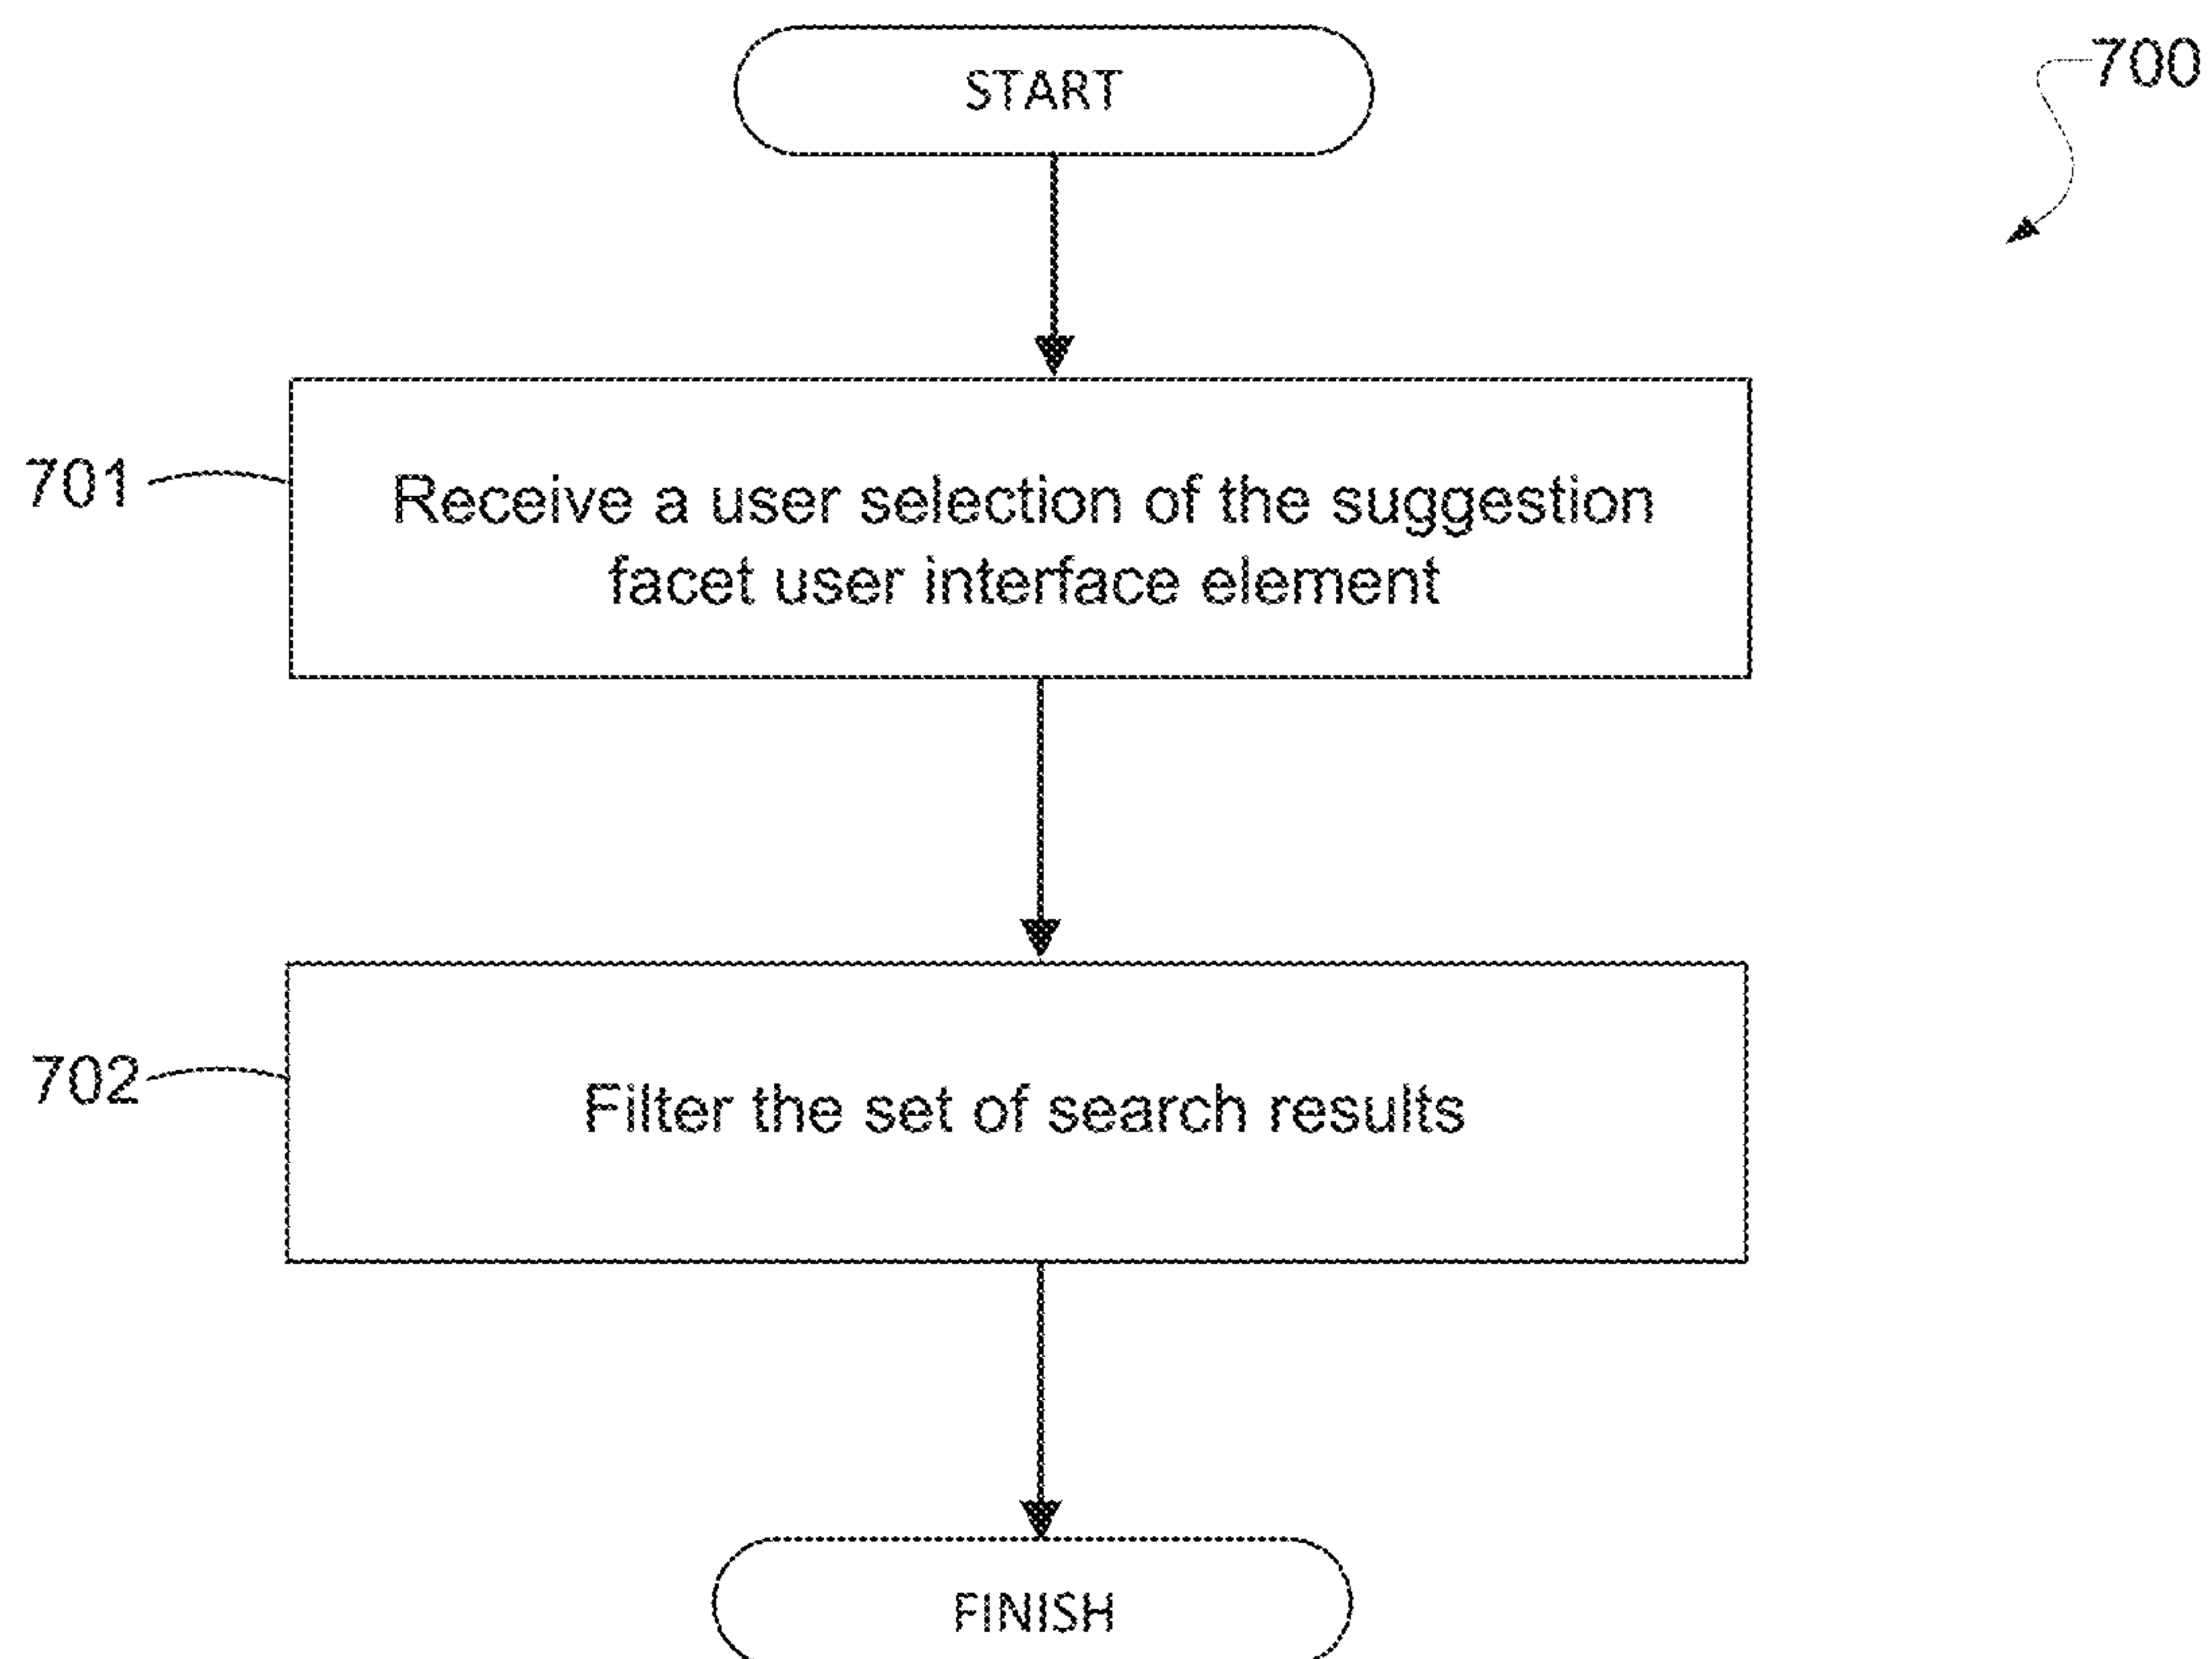 START
700
701
Receive a user selection of the suggestion
facet user interface element
702
Filter the set of search results
FINISH